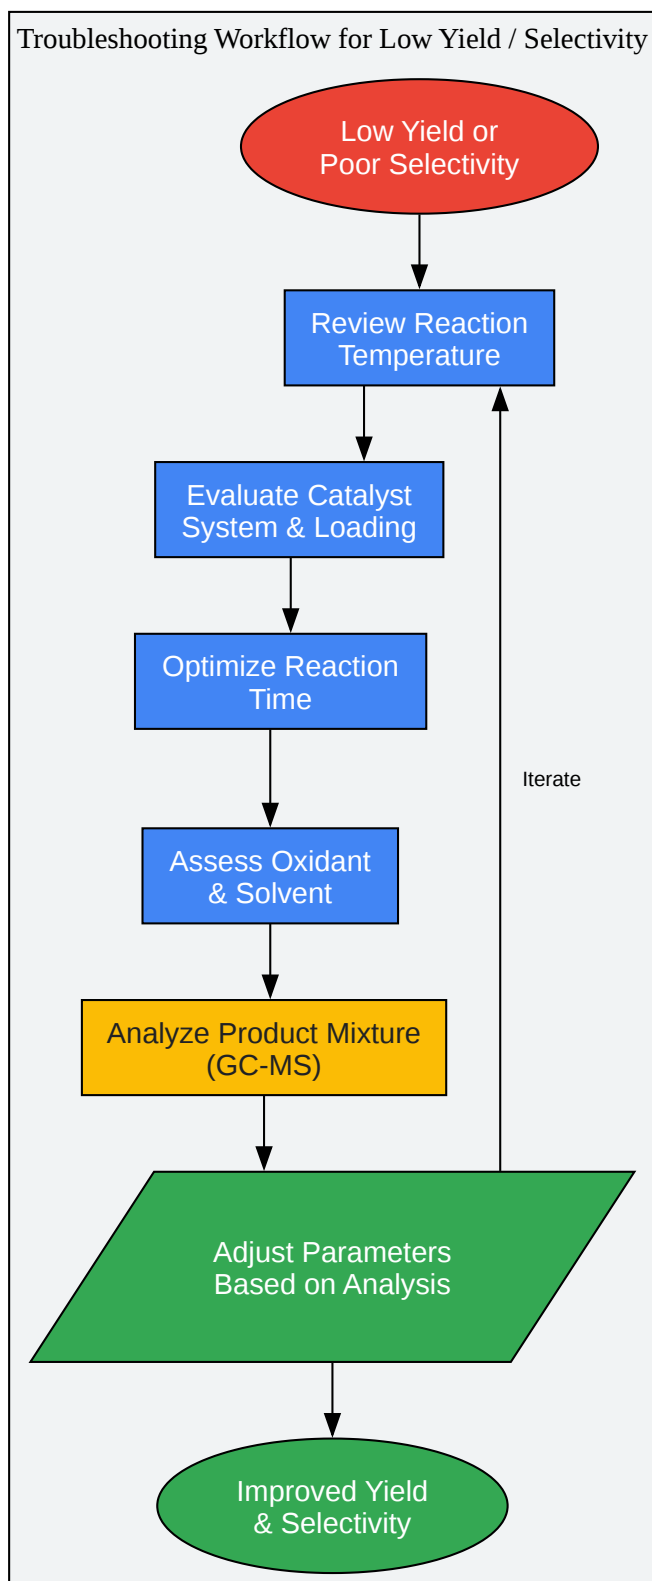 Troubleshooting Workflow for Low Yield / Selectivity
Low Yield or
Poor Selectivity
Review Reaction
Temperature
Evaluate Catalyst
System & Loading
Optimize Reaction
Time
Iterate
Assess Oxidant
& Solvent
Analyze Product Mixture
(GC-MS)
Adjust Parameters
Based on Analysis
Improved Yield
& Selectivity